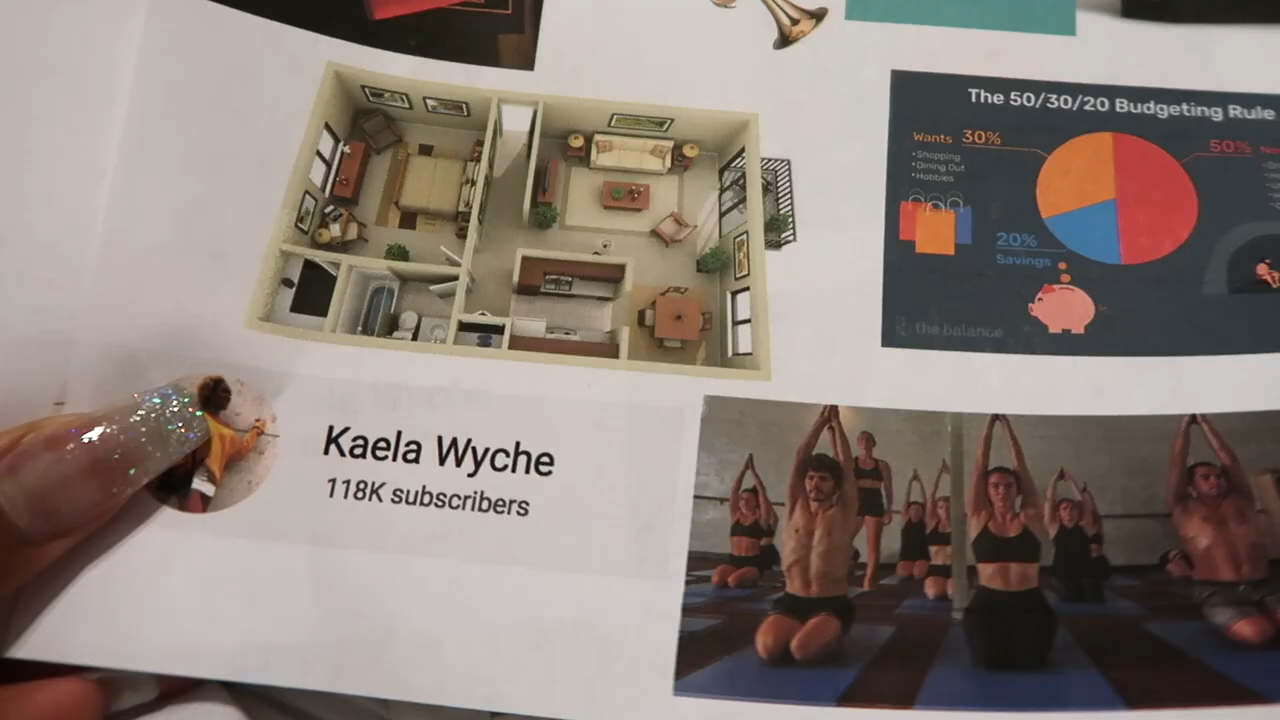 The 50/30/20 Budgeting Rule
Wants 30%
• Shopping
• Dining Out
• Hobbies
50%
20%
Savings
the balance
Kaela Wyche
118K subscribers